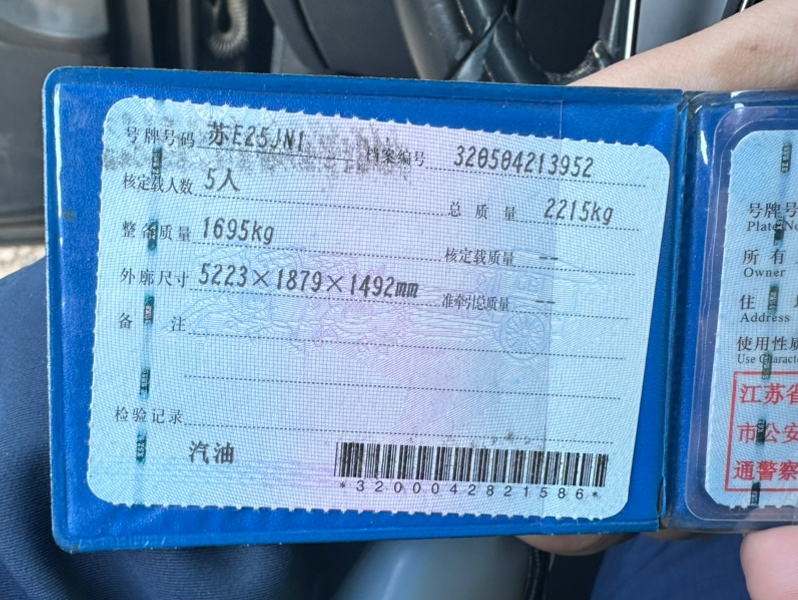 号牌号码 苏E25JN1 档案编号 320504213952
核定载人数 5人 总质量 2215kg
整备质量 1695kg 核定载质量 --
外廓尺寸 5223×1879×1492mm 准牵引总质量 --
备注
检验记录
汽油
*3200042821586*
号牌号
Plate No
所有
Owner
住
Address
使用性质
Use Characte
江苏省
市公安
通警察